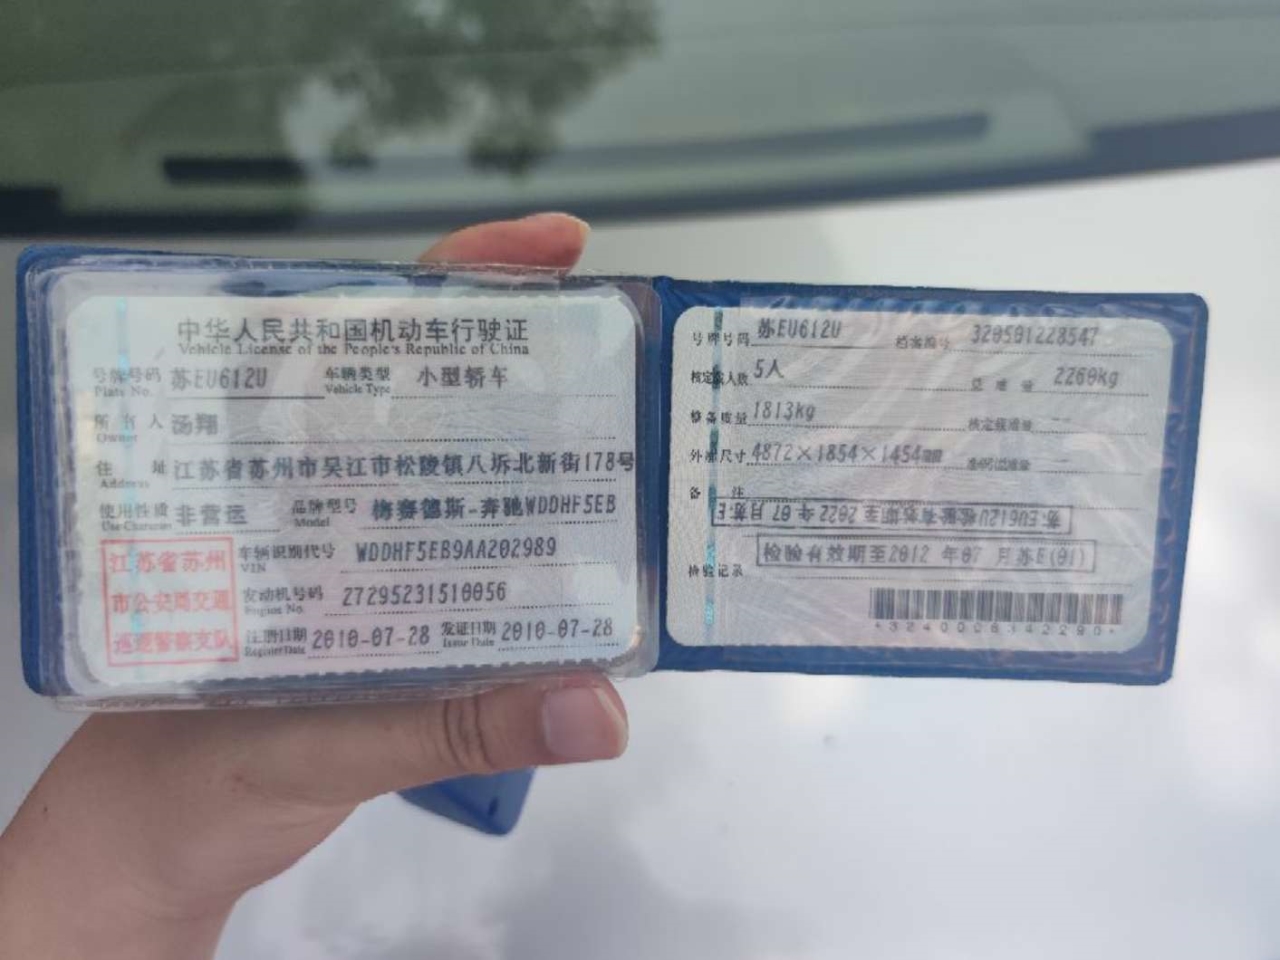 中华人民共和国机动车行驶证
Vehicle License of the People's Republic of China
号牌号码 苏EU612U 车辆类型 小型轿车
Plate No. Vehicle Type
所有人 汤翔
Owner
住址 江苏省苏州市吴江市松陵镇八坼北新街178号
Address
使用性质 非营运 品牌型号 梅赛德斯-奔驰WDDHF5EB
Use Character Model
江苏省苏州
市公安局交通
巡逻警察支队
车辆识别代号 WDDHF5EB9AA202989
VIN
发动机号码 27295231510056
Engine No.
注册日期 2010-07-28 发证日期 2010-07-28
Register Date Issue Date
号牌号码 苏EU612U 档案编号 320501228547
核定载人数 5人 总质量 2260kg
整备质量 1813kg 核定载质量 --
外廓尺寸 4872×1854×1454mm 准牵引总质量 --
备注
苏EU612U检验有效期至2022年07月苏E
检验有效期至2012年07月苏E(01)
检验记录
*3240006342290*